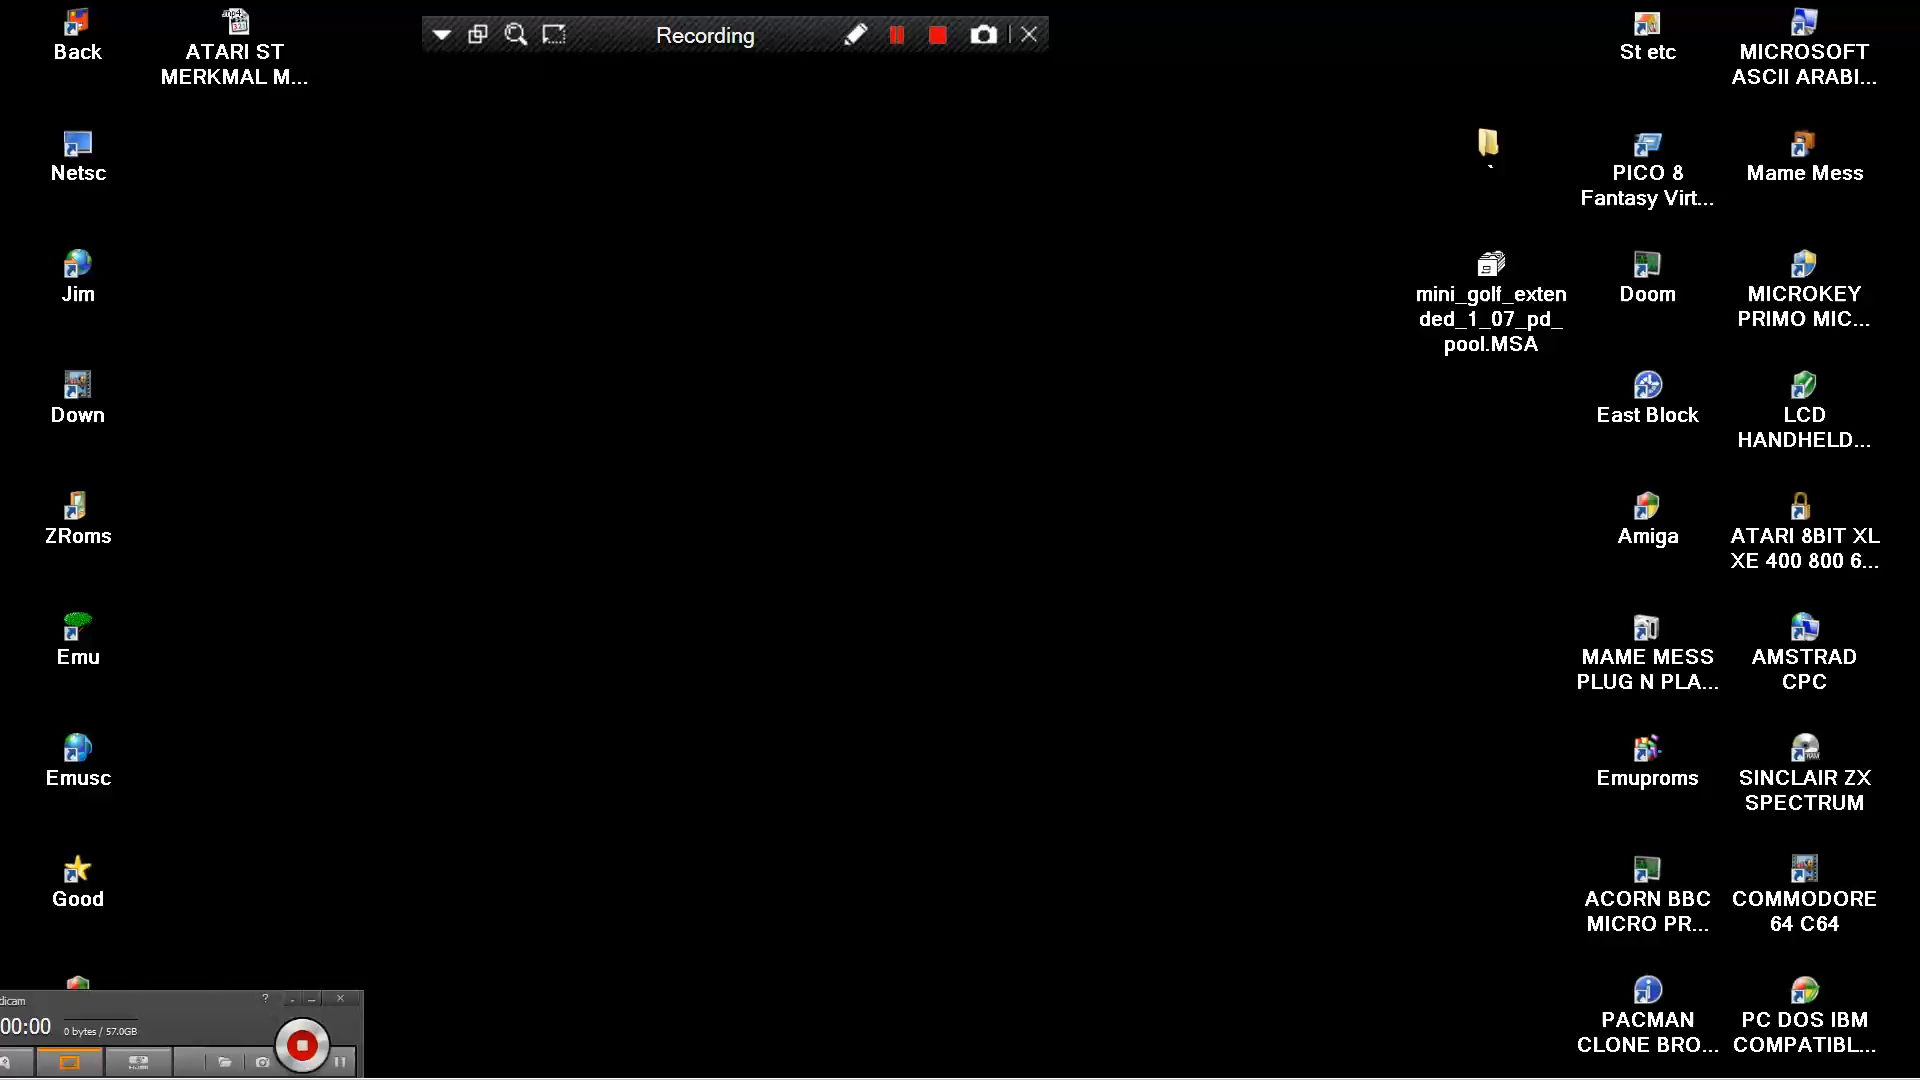 Back
ATARI ST
MERKMAL M...
Recording
St etc
MICROSOFT
ASCII ARABI...
Netsc
`
PICO 8
Fantasy Virt...
Mame Mess
Jim
mini_golf_exten
ded_1_07_pd_
pool.MSA
Doom
MICROKEY
PRIMO MIC...
Down
East Block
LCD
HANDHELD...
ZRoms
Amiga
ATARI 8BIT XL
XE 400 800 6...
Emu
MAME MESS
PLUG N PLA...
AMSTRAD
CPC
Emusc
Emuproms
SINCLAIR ZX
SPECTRUM
Good
ACORN BBC
MICRO PR...
COMMODORE
64 C64
PACMAN
CLONE BRO...
PC DOS IBM
COMPATIBL...
dicam
00:00
0 bytes / 57.0GB